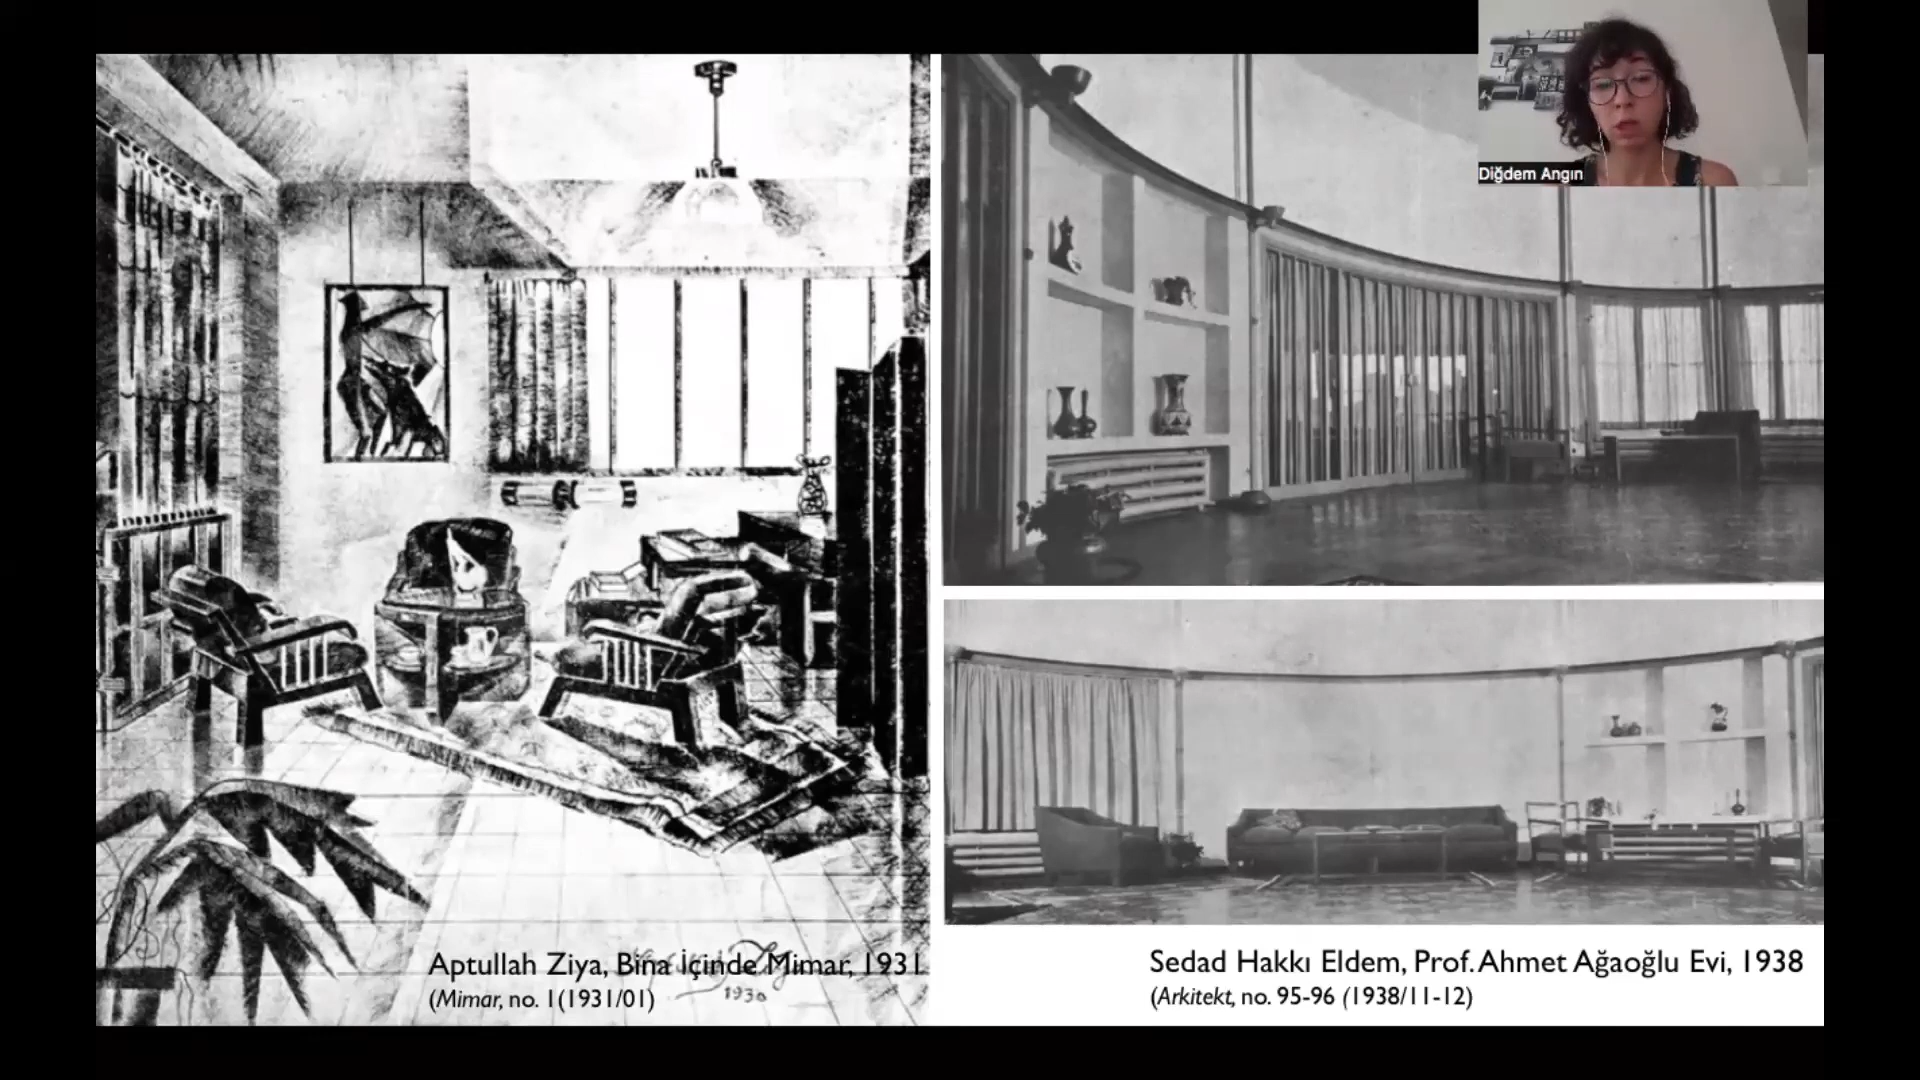 Diğdem Angın
Aptullah Ziya, Bina İçinde Mimar, 1931
(Mimar, no. 1(1931/01)
1930
Sedad Hakkı Eldem, Prof. Ahmet Ağaoğlu Evi, 1938
(Arkitekt, no. 95-96 (1938/11-12)